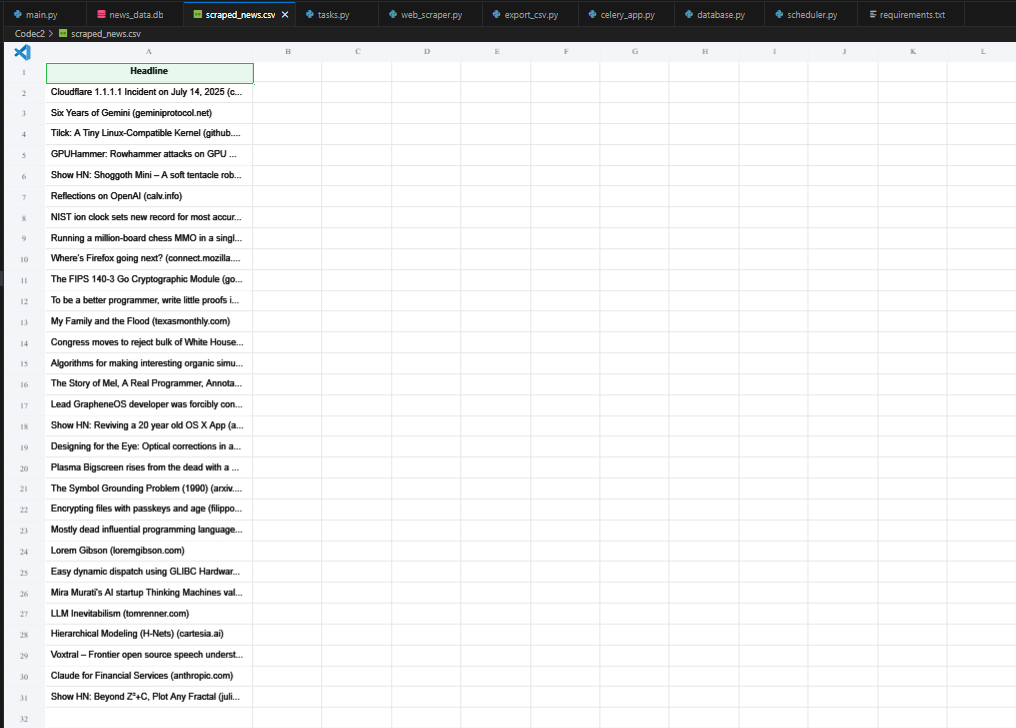 main.py news_data.db scraped_news.csv tasks.py web_scraper.py export_csv.py celery_app.py database.py scheduler.py requirements.txt
Codec2 > scraped_news.csv
A B C D E F G H I J K L
1 Headline
2 Cloudflare 1.1.1.1 Incident on July 14, 2025 (c...
3 Six Years of Gemini (geminiprotocol.net)
4 Tilck: A Tiny Linux-Compatible Kernel (github....
5 GPUHammer: Rowhammer attacks on GPU ...
6 Show HN: Shoggoth Mini – A soft tentacle rob...
7 Reflections on OpenAI (calv.info)
8 NIST ion clock sets new record for most accur...
9 Running a million-board chess MMO in a singl...
10 Where's Firefox going next? (connect.mozilla....
11 The FIPS 140-3 Go Cryptographic Module (go...
12 To be a better programmer, write little proofs i...
13 My Family and the Flood (texasmonthly.com)
14 Congress moves to reject bulk of White House...
15 Algorithms for making interesting organic simu...
16 The Story of Mel, A Real Programmer, Annota...
17 Lead GrapheneOS developer was forcibly con...
18 Show HN: Reviving a 20 year old OS X App (a...
19 Designing for the Eye: Optical corrections in a...
20 Plasma Bigscreen rises from the dead with a ...
21 The Symbol Grounding Problem (1990) (arxiv....
22 Encrypting files with passkeys and age (filippo...
23 Mostly dead influential programming language...
24 Lorem Gibson (loremgibson.com)
25 Easy dynamic dispatch using GLIBC Hardwar...
26 Mira Murati's AI startup Thinking Machines val...
27 LLM Inevitabilism (tomrenner.com)
28 Hierarchical Modeling (H-Nets) (cartesia.ai)
29 Voxtral – Frontier open source speech underst...
30 Claude for Financial Services (anthropic.com)
31 Show HN: Beyond Z²+C, Plot Any Fractal (juli...
32